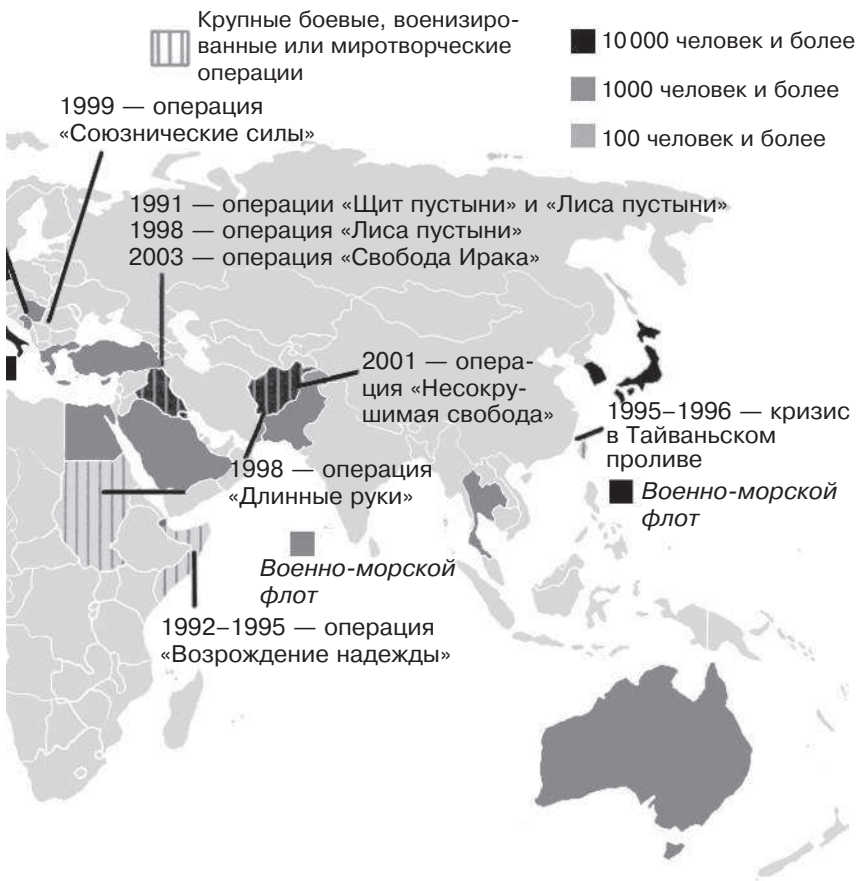 Крупные боевые, военизиро-
ванные или миротворческие
операции
10 000 человек и более
1000 человек и более
100 человек и более
1999 — операция
«Союзнические силы»
1991 — операции «Щит пустыни» и «Лиса пустыни»
1998 — операция «Лиса пустыни»
2003 — операция «Свобода Ирака»
2001 — опера-
ция «Несокру-
шимая свобода»
1995–1996 — кризис
в Тайваньском
проливе
1998 — операция
«Длинные руки»
Военно-морской
флот
Военно-морской
флот
1992–1995 — операция
«Возрождение надежды»